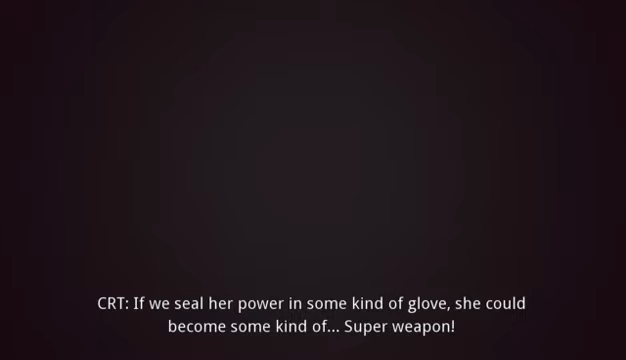 CRT: If we seal her power in some kind of glove, she could
become some kind of... Super weapon!